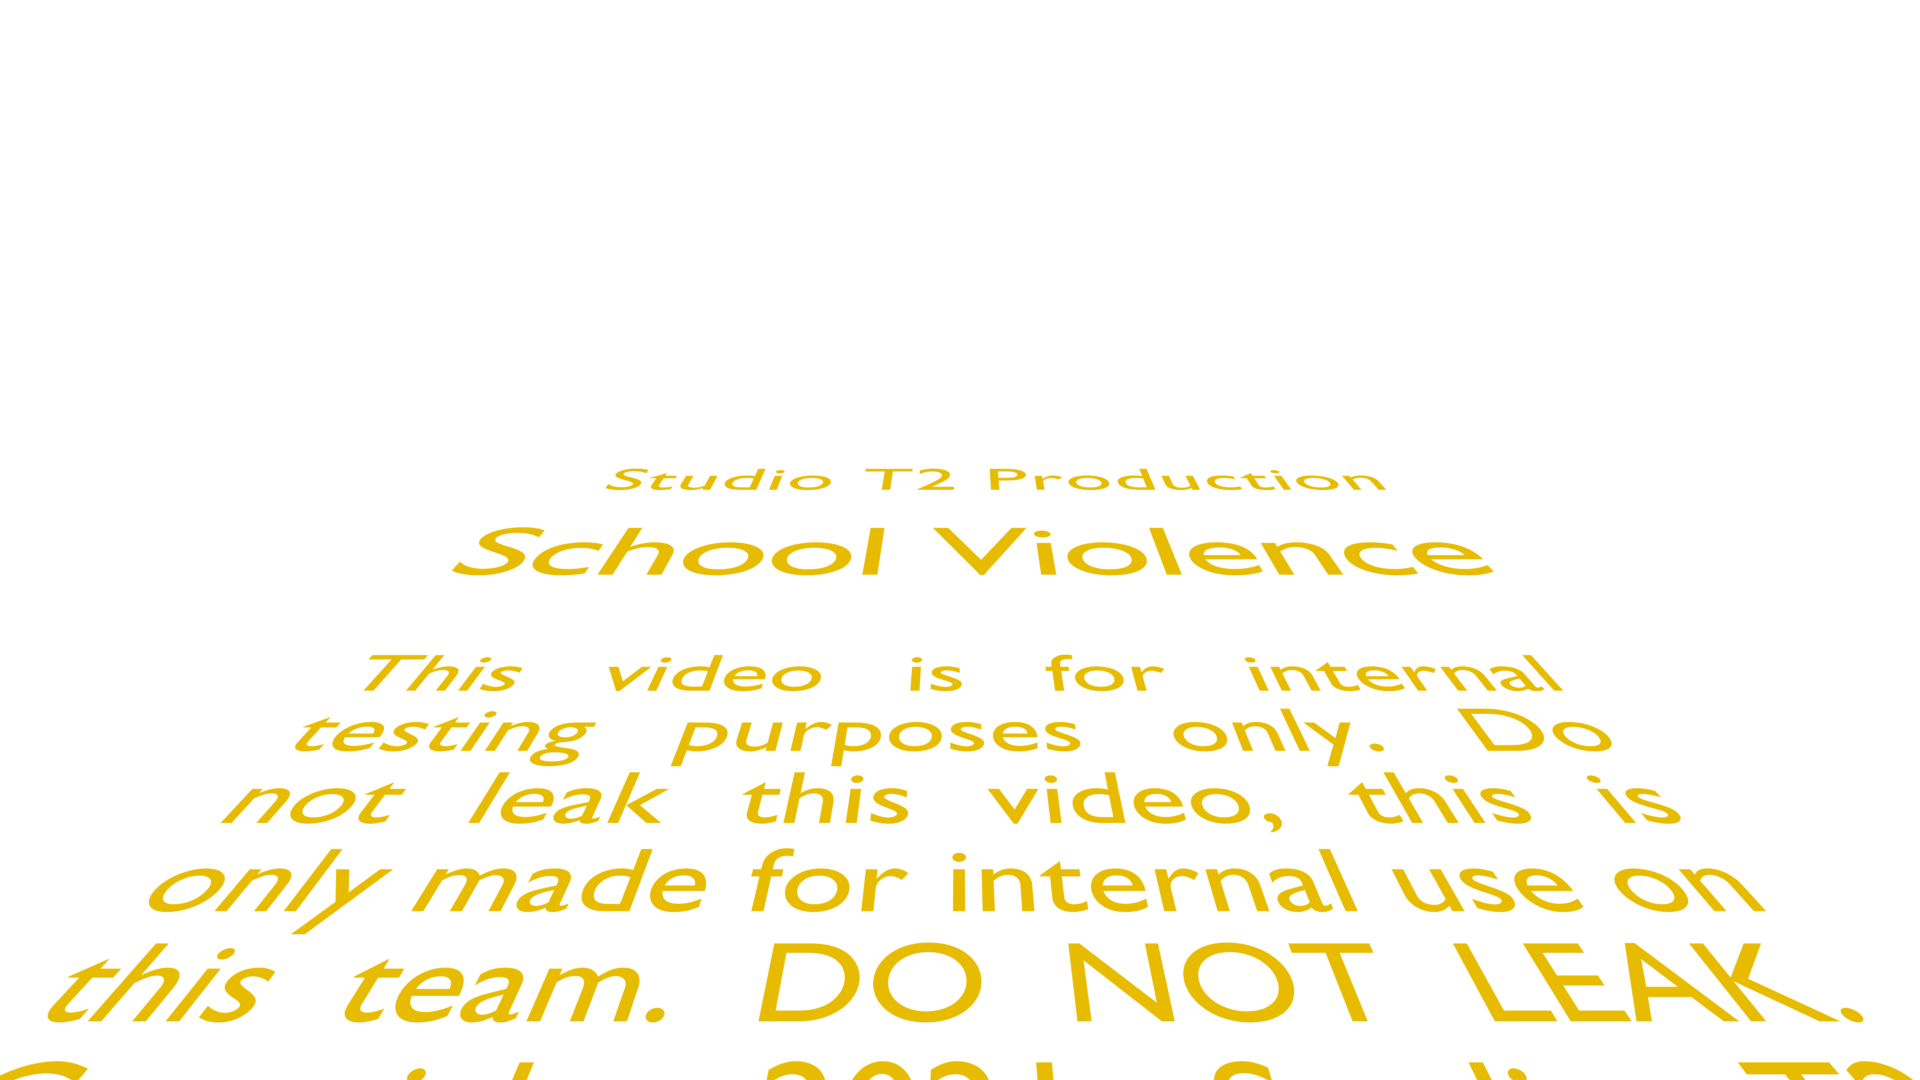 Studio T2 Production
School Violence
This video is for internal
testing purposes only. Do
not leak this video, this is
only made for internal use on
this team. DO NOT LEAK.